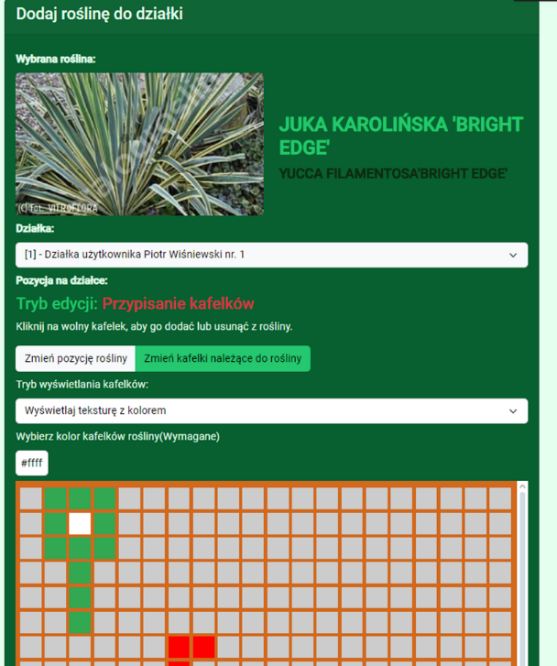 Dodaj roślinę do działki
Wybrana roślina:
JUKA KAROLIŃSKA 'BRIGHT
EDGE'
YUCCA FILAMENTOSA'BRIGHT EDGE'
(C) fot. VITROFLORA
Działka:
[1] - Działka użytkownika Piotr Wiśniewski nr. 1
Pozycja na działce:
Tryb edycji: Przypisanie kafelków
Kliknij na wolny kafelek, aby go dodać lub usunąć z rośliny.
Zmień pozycję rośliny
Zmień kafelki należące do rośliny
Tryb wyświetlania kafelków:
Wyświetlaj teksturę z kolorem
Wybierz kolor kafelków rośliny(Wymagane)
#ffff